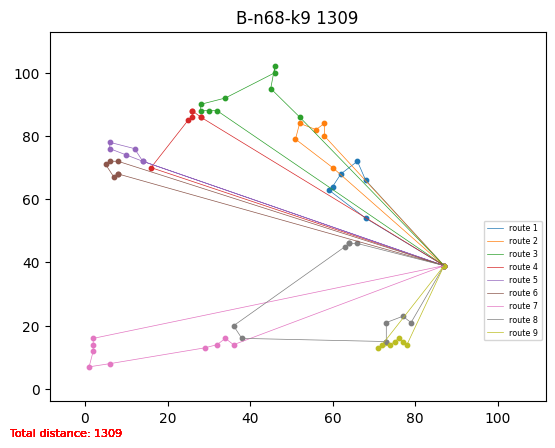 B-n68-k9 1309
100
80
60
40
20
0
0 20 40 60 80 100
route 1
route 2
route 3
route 4
route 5
route 6
route 7
route 8
route 9
Total distance: 1309